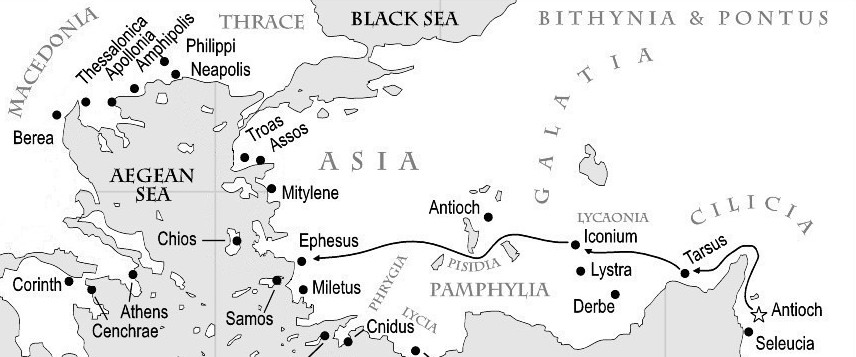 BLACK SEA
BITHYNIA & PONTUS
THRACE
MACEDONIA
Thessalonica
Apollonia
Amphipolis
Philippi
Neapolis
Berea
GALATIA
Troas
Assos
ASIA
AEGEAN
SEA
Mitylene
Antioch
LYCAONIA
CILICIA
Chios
Ephesus
Iconium
Tarsus
PISIDIA
PHRYGIA
Lystra
Corinth
Miletus
PAMPHYLIA
Derbe
Athens
Cenchrae
Samos
LYCIA
Cnidus
Antioch
Seleucia